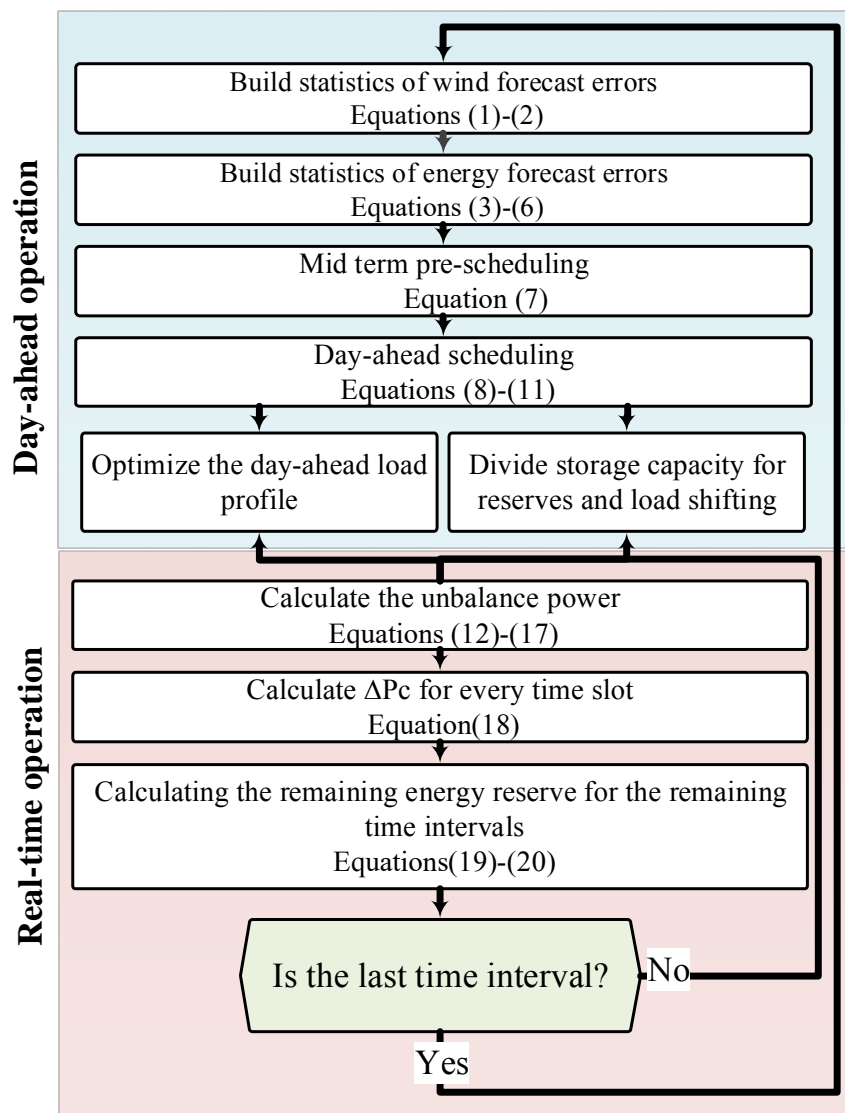 Day-ahead operation
Build statistics of wind forecast errors
Equations (1)-(2)
Build statistics of energy forecast errors
Equations (3)-(6)
Mid term pre-scheduling
Equation (7)
Day-ahead scheduling
Equations (8)-(11)
Optimize the day-ahead load
profile
Divide storage capacity for
reserves and load shifting
Real-time operation
Calculate the unbalance power
Equations (12)-(17)
Calculate ΔPc for every time slot
Equation(18)
Calculating the remaining energy reserve for the remaining
time intervals
Equations(19)-(20)
Is the last time interval?
No
Yes